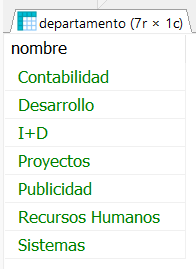 departamento (7r × 1c)
nombre
Contabilidad
Desarrollo
I+D
Proyectos
Publicidad
Recursos Humanos
Sistemas